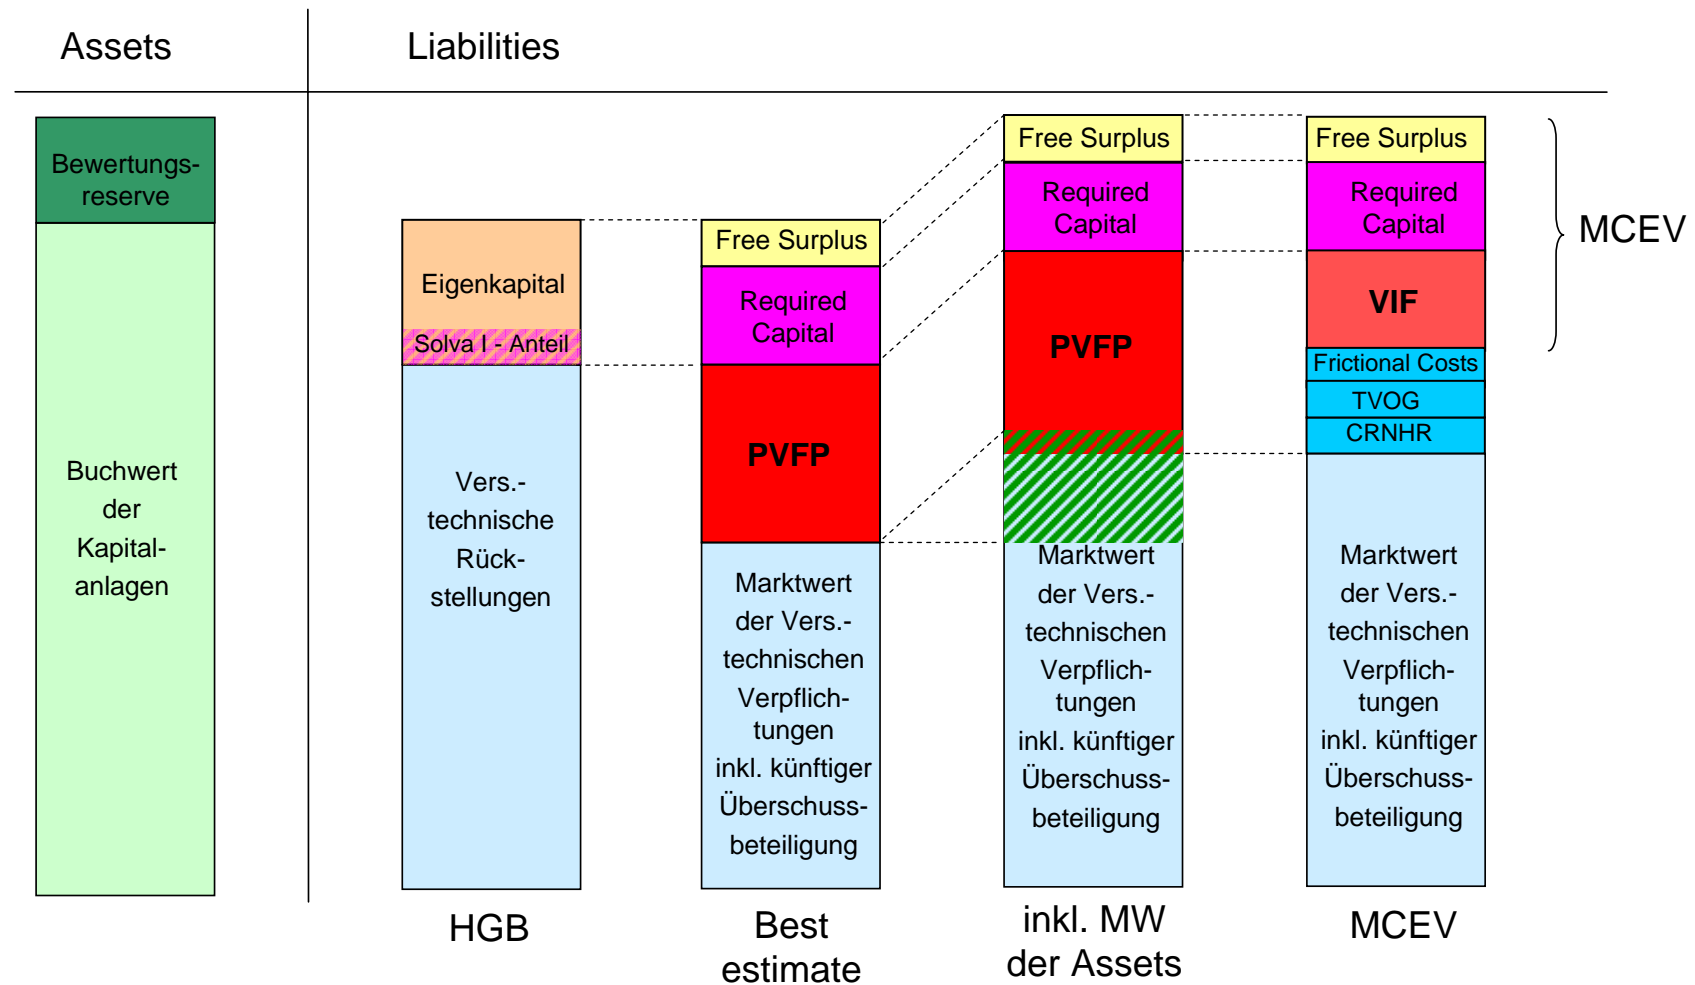 Assets
Liabilities
Bewertungs-
reserve
Buchwert
der
Kapital-
anlagen
Eigenkapital
Solva I - Anteil
Vers.-
technische
Rück-
stellungen
HGB
Free Surplus
Required
Capital
PVFP
Marktwert
der Vers.-
technischen
Verpflich-
tungen
inkl. künftiger
Überschuss-
beteiligung
Best
estimate
Free Surplus
Required
Capital
PVFP
Marktwert
der Vers.-
technischen
Verpflich-
tungen
inkl. künftiger
Überschuss-
beteiligung
inkl. MW
der Assets
Free Surplus
Required
Capital
VIF
Frictional Costs
TVOG
CRNHR
Marktwert
der Vers.-
technischen
Verpflich-
tungen
inkl. künftiger
Überschuss-
beteiligung
MCEV
MCEV